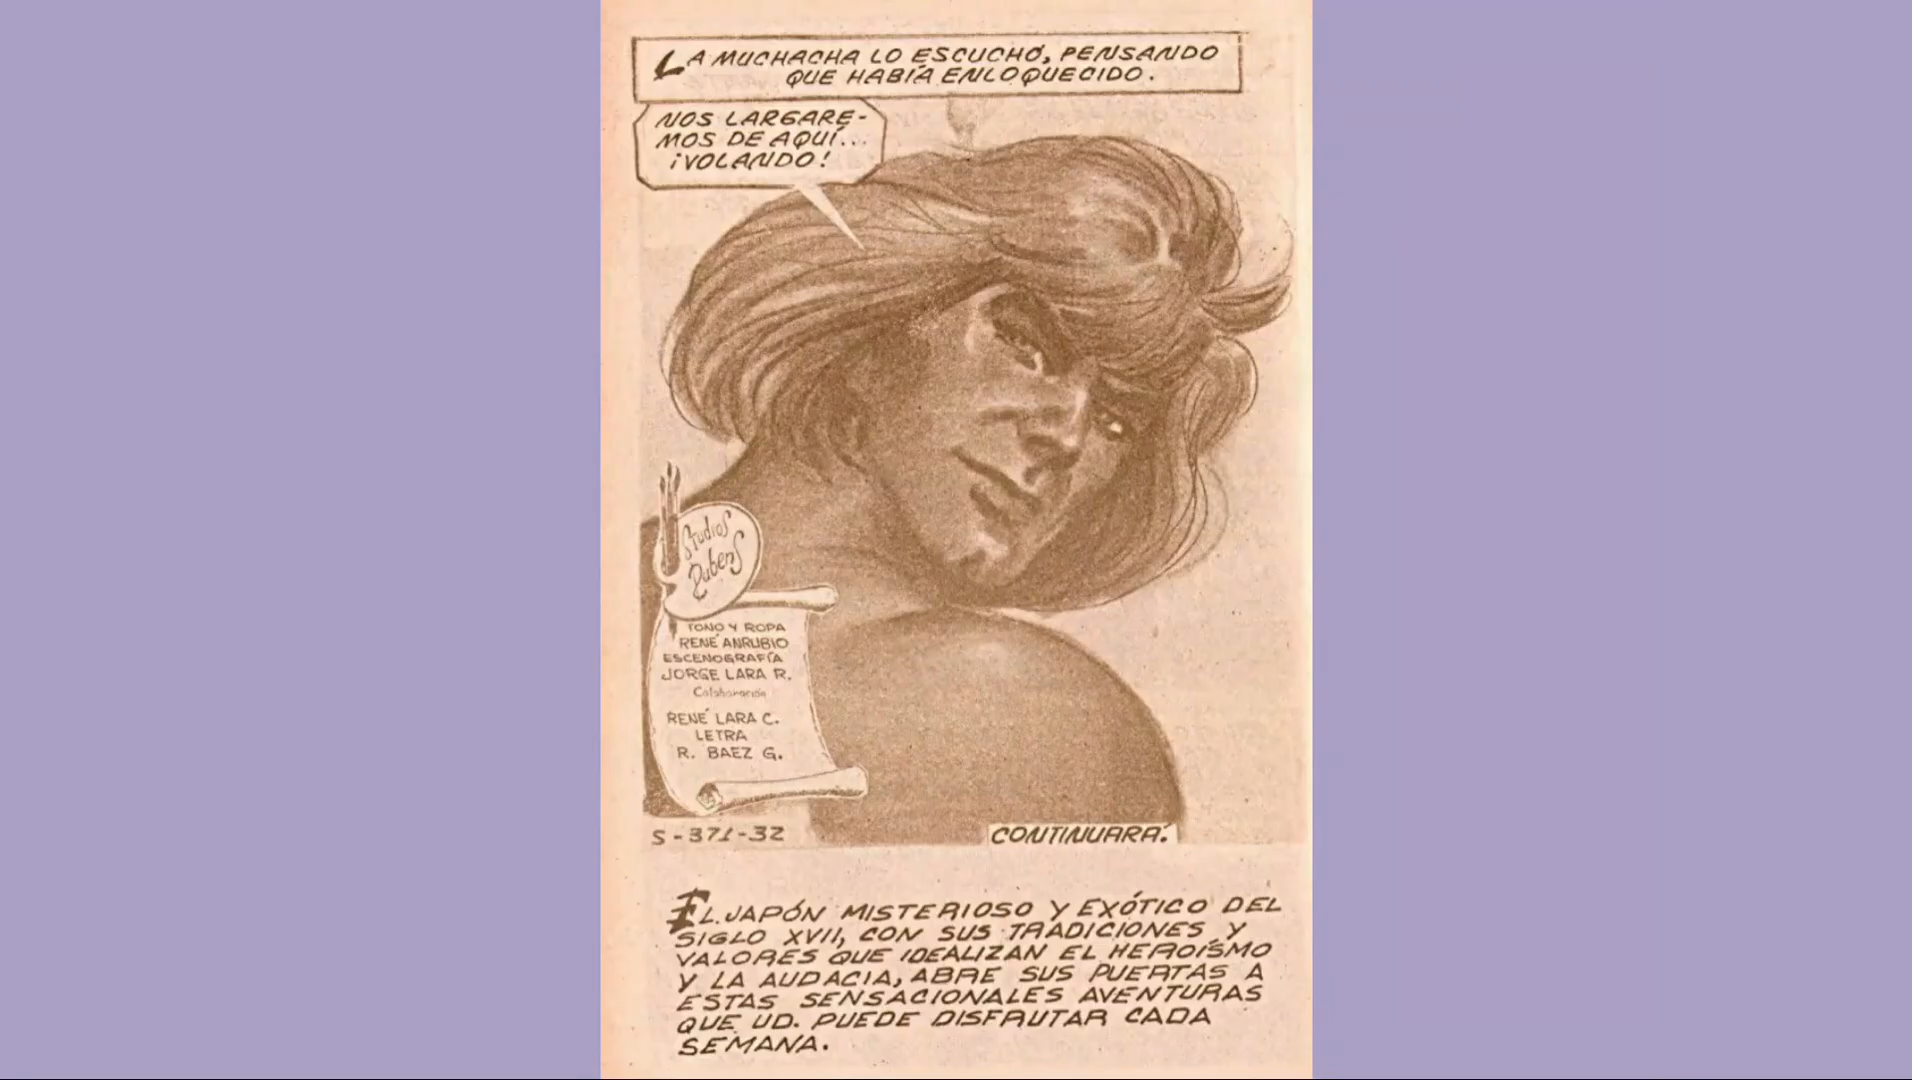 LA MUCHACHA LO ESCUCHÓ, PENSANDO
QUE HABÍA ENLOQUECIDO.
NOS LARGARE-
MOS DE AQUÍ...
¡VOLANDO!
Studios
Rubens
TONO Y ROPA
RENÉ ANRUBIO
ESCENOGRAFÍA
JORGE LARA R.
Colaboración
RENÉ LARA C.
LETRA
R. BAEZ G.
S-371-32
CONTINUARÁ.
EL JAPÓN MISTERIOSO Y EXÓTICO DEL
SIGLO XVII, CON SUS TRADICIONES Y
VALORES QUE IDEALIZAN EL HEROÍSMO
Y LA AUDACIA, ABRE SUS PUERTAS A
ESTAS SENSACIONALES AVENTURAS
QUE UD. PUEDE DISFRUTAR CADA
SEMANA.